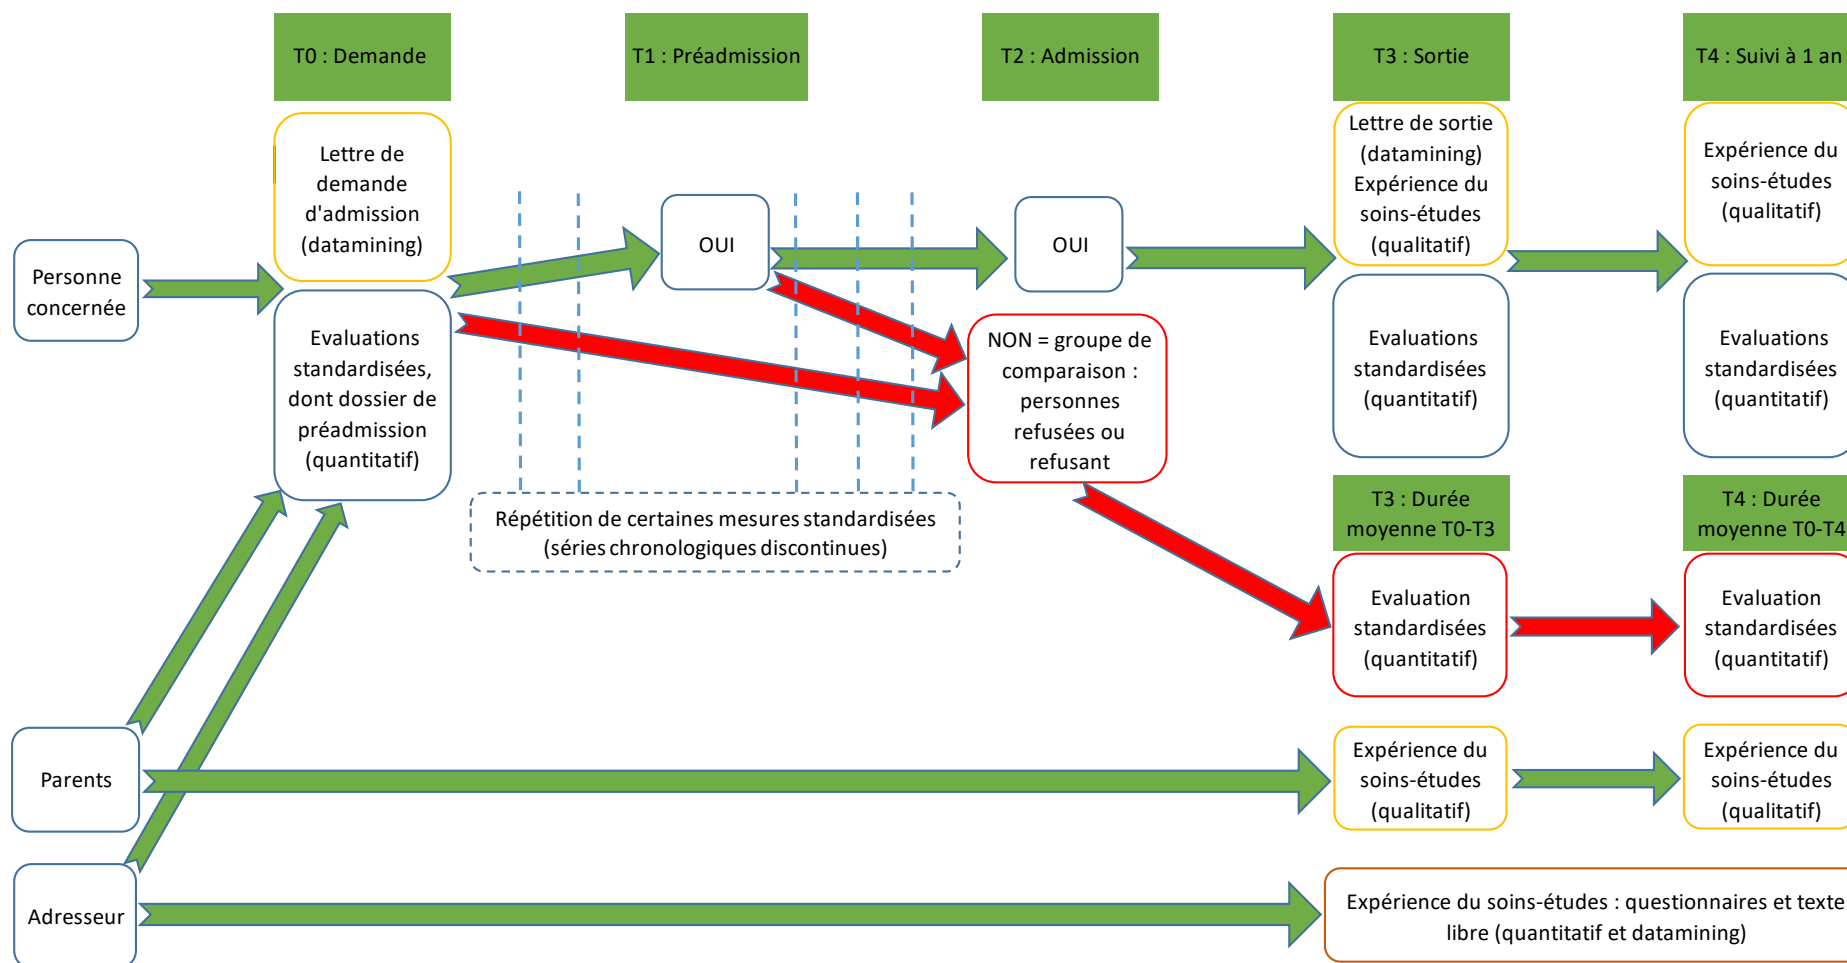 T0 : Demande
T1 : Préadmission
T2 : Admission
T3 : Sortie
T4 : Suivi à 1 an
Lettre de
demande
d'admission
(datamining)
Lettre de sortie
(datamining)
Expérience du
soins-études
(qualitatif)
Expérience du
soins-études
(qualitatif)
Personne
concernée
OUI
OUI
Evaluations
standardisées,
dont dossier de
préadmission
(quantitatif)
NON = groupe de
comparaison :
personnes
refusées ou
refusant
Evaluations
standardisées
(quantitatif)
Evaluations
standardisées
(quantitatif)
Répétition de certaines mesures standardisées
(séries chronologiques discontinues)
T3 : Durée
moyenne T0-T3
T4 : Durée
moyenne T0-T4
Evaluation
standardisées
(quantitatif)
Evaluation
standardisées
(quantitatif)
Parents
Expérience du
soins-études
(qualitatif)
Expérience du
soins-études
(qualitatif)
Adresseur
Expérience du soins-études : questionnaires et texte
libre (quantitatif et datamining)